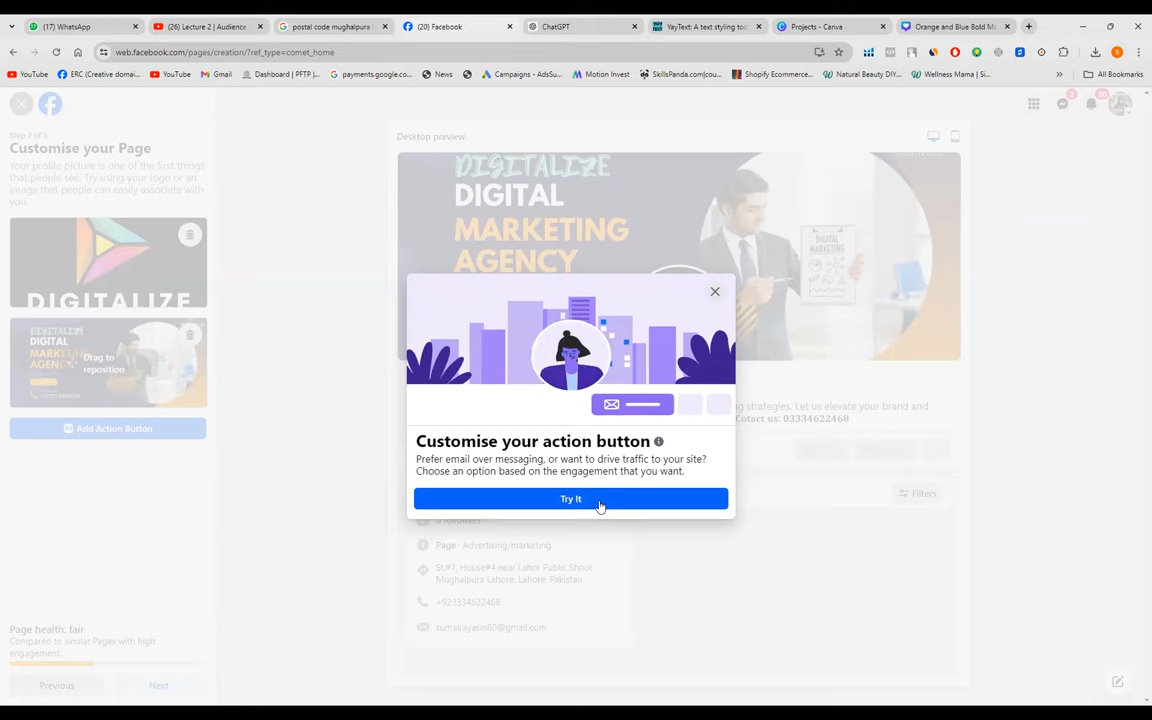 (17) WhatsApp
(26) Lecture 2 | Audience
postal code mughalpura l
(20) Facebook
ChatGPT
YayText: A text styling too
Projects - Canva
Orange and Blue Bold M
web.facebook.com/pages/creation/?ref_type=comet_home
YouTube
ERC (Creative domai...
YouTube
Gmail
Dashboard | PFTP |...
payments.google.co...
News
Campaigns - AdsSu...
Motion Invest
SkillsPanda.com|cou...
Shopify Ecommerce...
Natural Beauty DIY...
Wellness Mama | Si...
All Bookmarks
2
20
Step 2 of 5
Customise your Page
Your profile picture is one of the first things
that people see. Try using your logo or an
image that people can easily associate with
you.
DIGITALIZE
DIGITALIZE
DIGITAL
Drag to
reposition
Add Action Button
Page health: fair
Compared to similar Pages with high
engagement.
Previous
Next
Desktop preview
DIGITALIZE
DIGITAL
MARKETING
AGENCY
DIGITAL
MARKETING
Customise your action button
Prefer email over messaging, or want to drive traffic to your site?
Choose an option based on the engagement that you want.
Try It
ng strategies. Let us elevate your brand and
Cotact us: 03334622468
Filters
0 followers
Page · Advertising/marketing
St.#1, House#4 near Lahor Public Shool
Mughalpura Lahore, Lahore, Pakistan
+923334622468
sumairayasin80@gmail.com